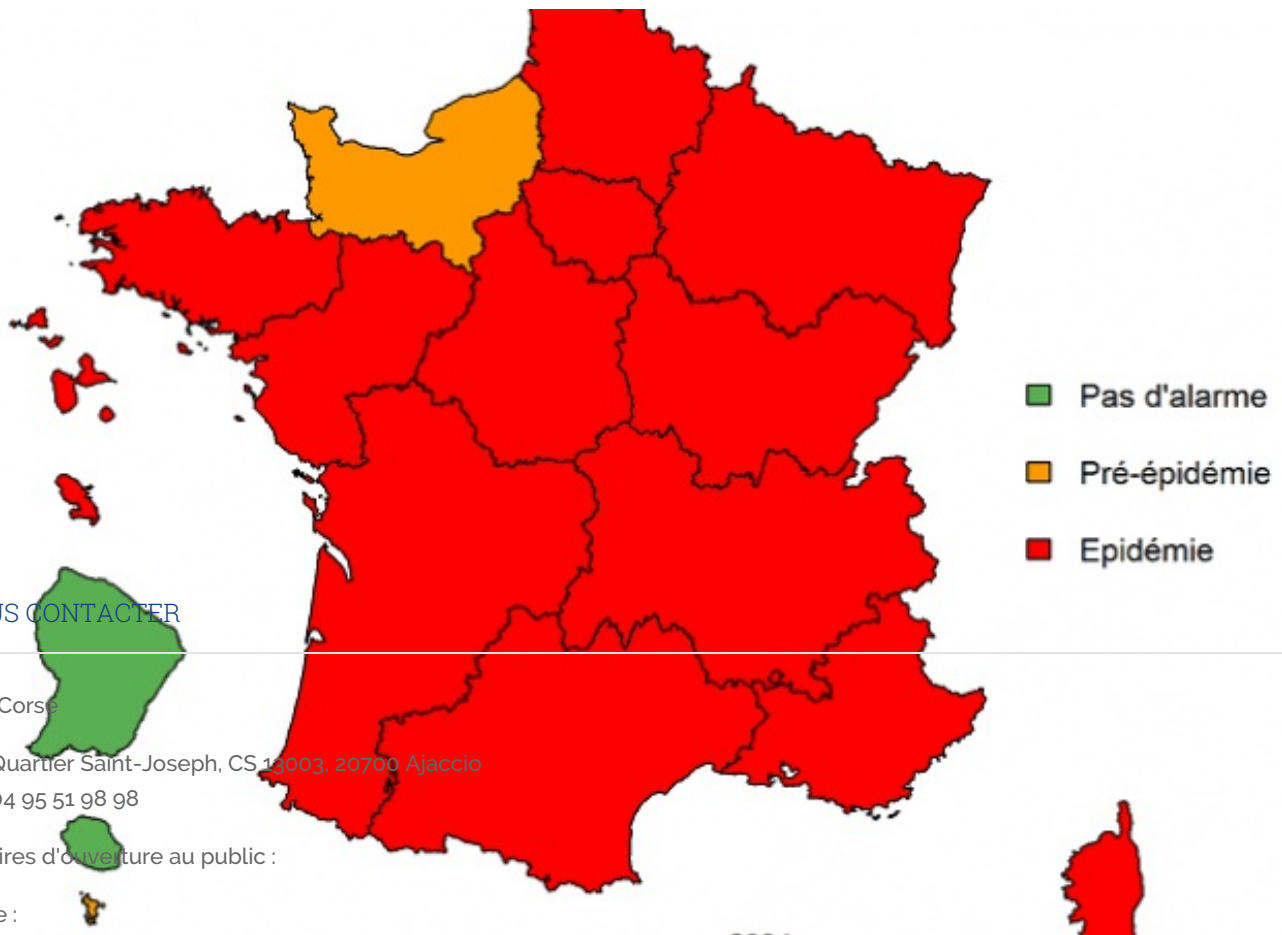 Pas d'alarme
Pré-épidémie
Epidémie
CONTACTER
Corse
Quartier Saint-Joseph, CS 13003, 20700 Ajaccio
04 95 51 98 98
d'ouverture au public :
: